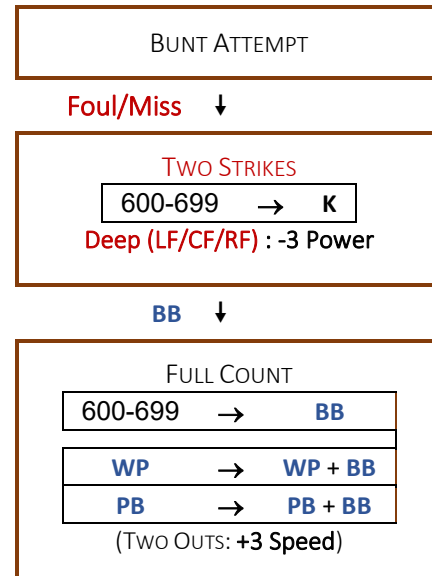 BUNT ATTEMPT
Foul/Miss ↓
TWO STRIKES
600-699 → K
Deep (LF/CF/RF) : -3 Power
BB ↓
FULL COUNT
600-699 → BB
WP → WP + BB
PB → PB + BB
(TWO OUTS: +3 Speed)